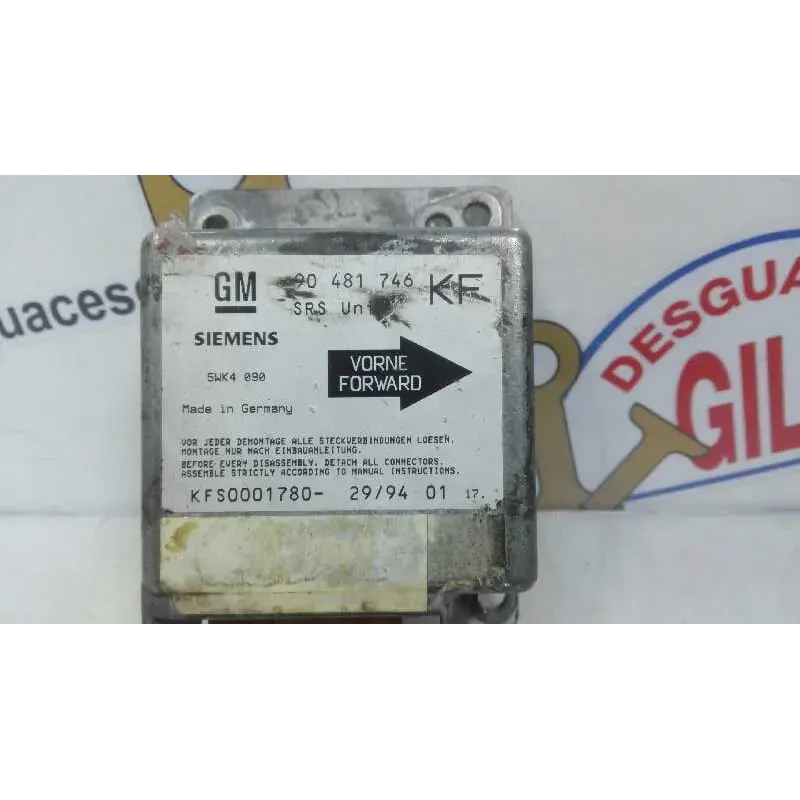 GM 90 481 746 KF
SRS Unit
SIEMENS
5WK4 090
VORNE
FORWARD
Made in Germany
VOR JEDER DEMONTAGE ALLE STECKVERBINDUNGEN LOESEN.
MONTAGE NUR NACH EINBAUANLEITUNG.
BEFORE EVERY DISASSEMBLY, DETACH ALL CONNECTORS.
ASSEMBLE STRICTLY ACCORDING TO MANUAL INSTRUCTIONS.
KFS0001780- 29/94 01 17.
uacese
DESGUA
GIL